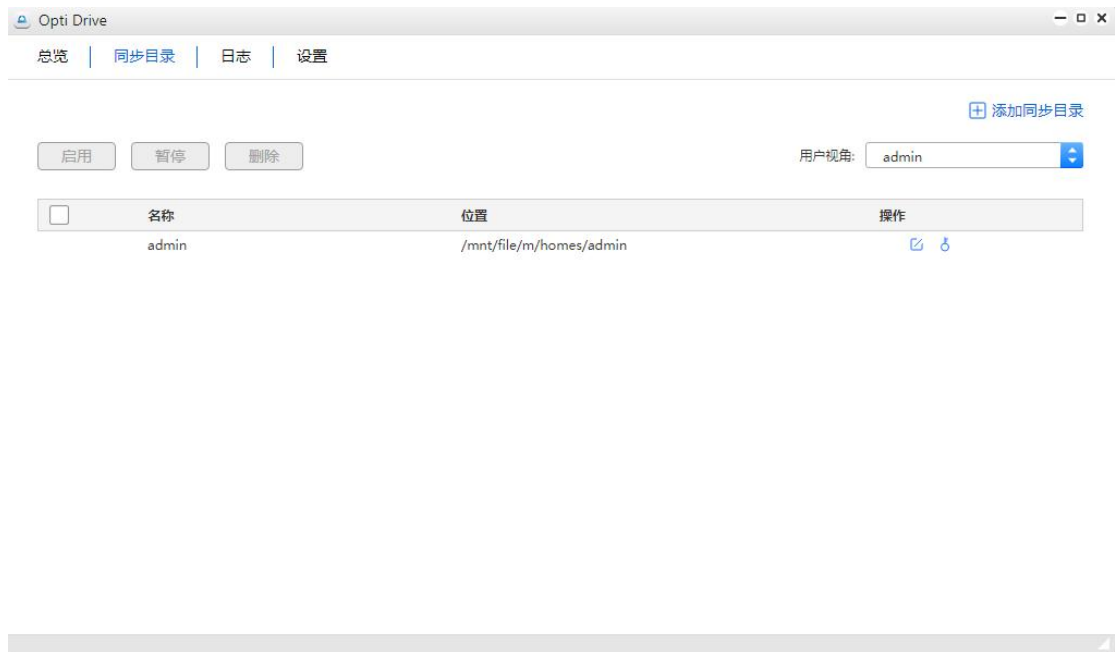 Opti Drive
总览 同步目录 日志 设置
添加同步目录
启用 暂停 删除 用户视角: admin
名称 位置 操作
admin /mnt/file/m/homes/admin